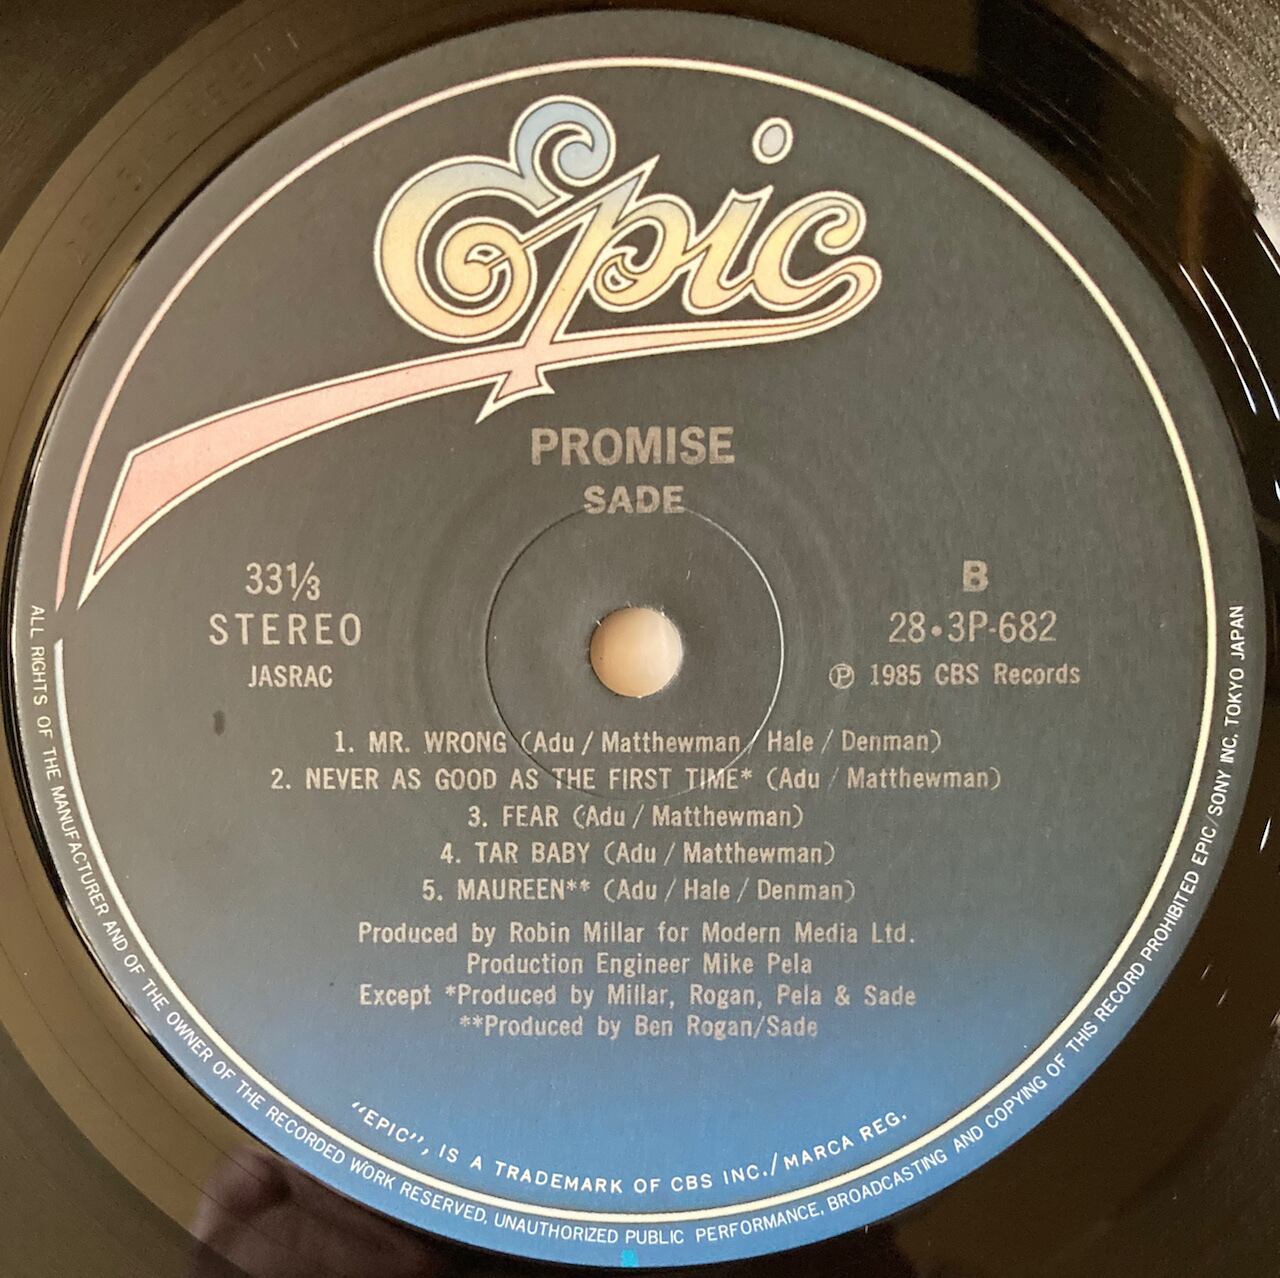 Epic
PROMISE
SADE
33⅓
STEREO
JASRAC
B
28・3P-682
Ⓟ 1985 CBS Records
1. MR. WRONG (Adu / Matthewman / Hale / Denman)
2. NEVER AS GOOD AS THE FIRST TIME* (Adu / Matthewman)
3. FEAR (Adu / Matthewman)
4. TAR BABY (Adu / Matthewman)
5. MAUREEN** (Adu / Hale / Denman)
Produced by Robin Millar for Modern Media Ltd.
Production Engineer Mike Pela
Except *Produced by Millar, Rogan, Pela & Sade
**Produced by Ben Rogan/Sade
"EPIC", IS A TRADEMARK OF CBS INC./MARCA REG.
ALL RIGHTS OF THE MANUFACTURER AND OF THE OWNER OF THE RECORDED WORK RESERVED, UNAUTHORIZED PUBLIC PERFORMANCE, BROADCASTING AND COPYING OF THIS RECORD PROHIBITED EPIC/SONY INC. TOKYO JAPAN